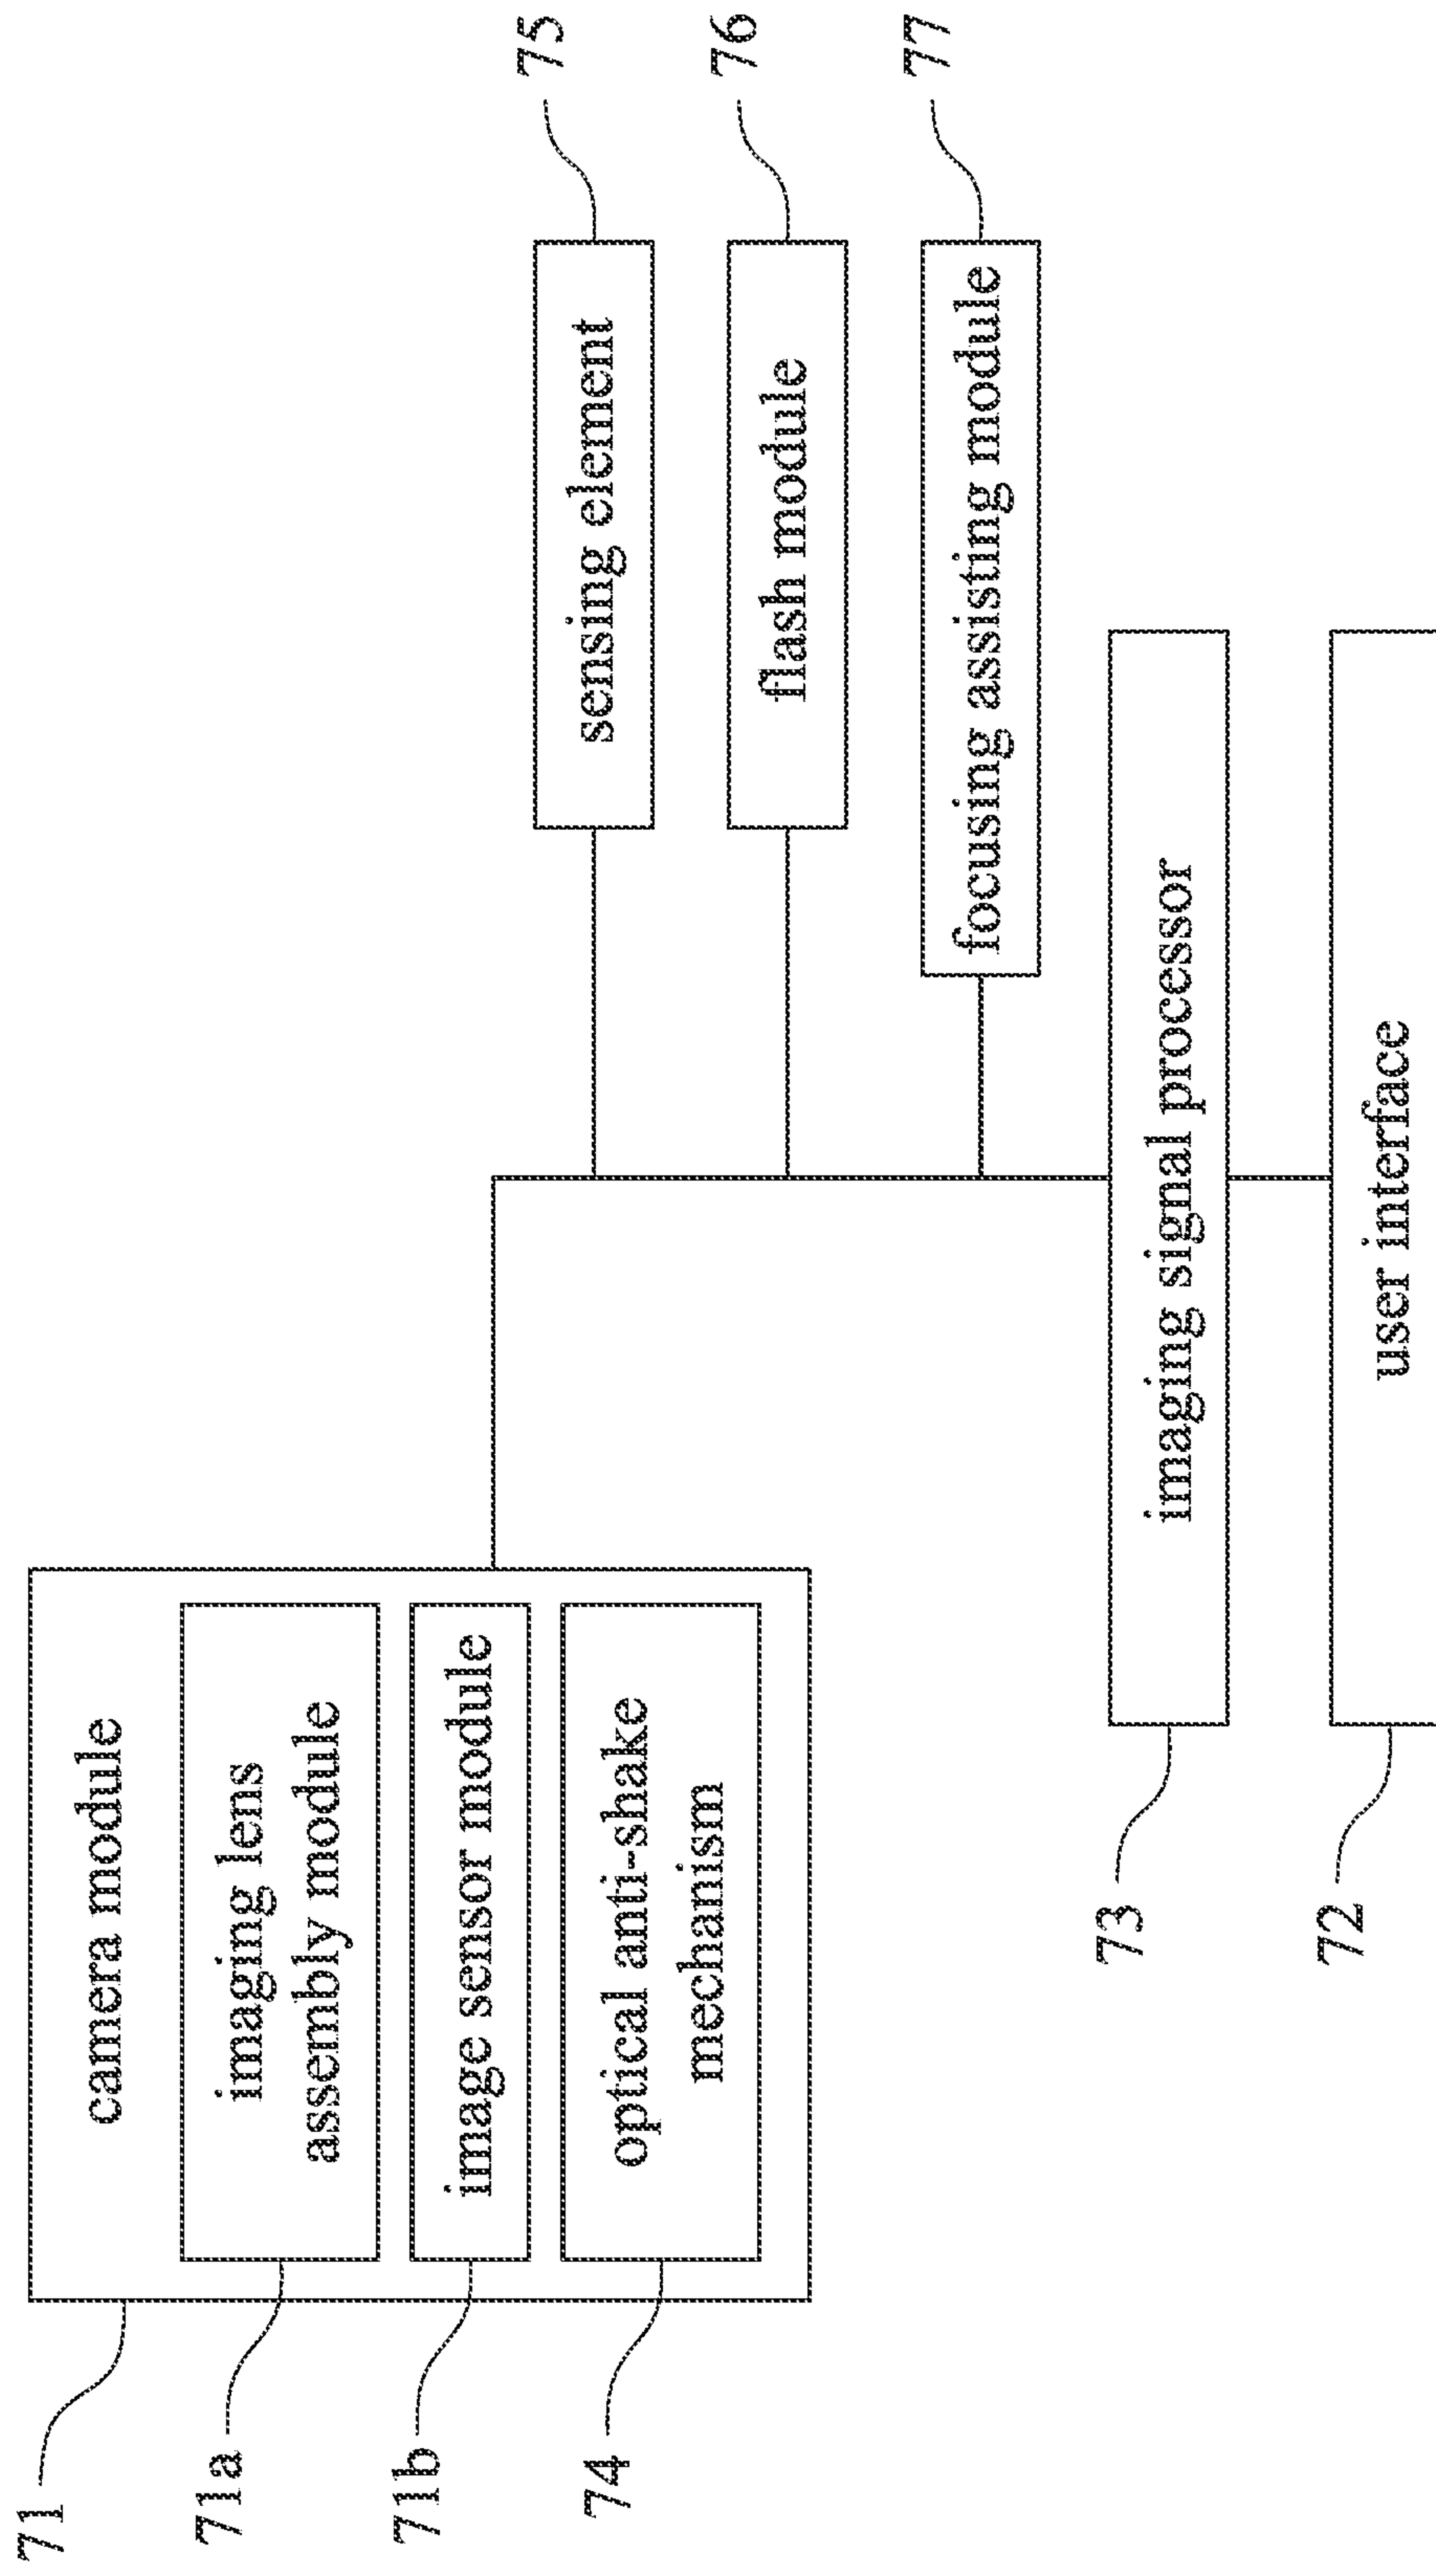 71
camera module
71a
imaging lens
assembly module
71b
image sensor module
74
optical anti-shake
mechanism
sensing element
75
flash module
76
focusing assisting module
77
73
imaging signal processor
72
user interface